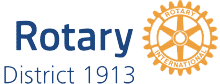 Rotary
District 1913
ROTARY
INTERNATIONAL